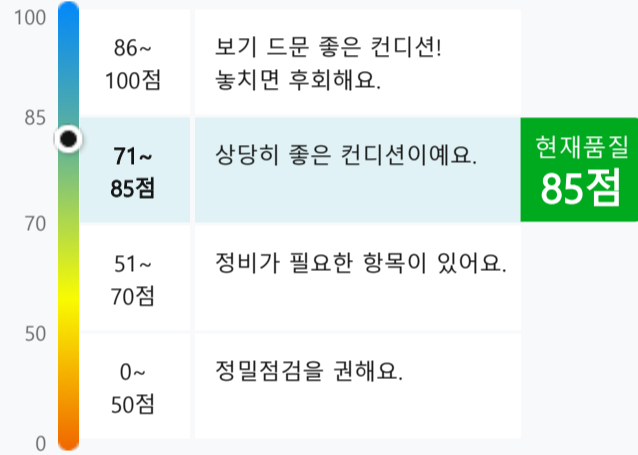 100
86~
100점
보기 드문 좋은 컨디션!
놓치면 후회해요.
85
71~
85점
상당히 좋은 컨디션이예요.
현재품질
85점
70
51~
70점
정비가 필요한 항목이 있어요.
50
0~
50점
정밀점검을 권해요.
0